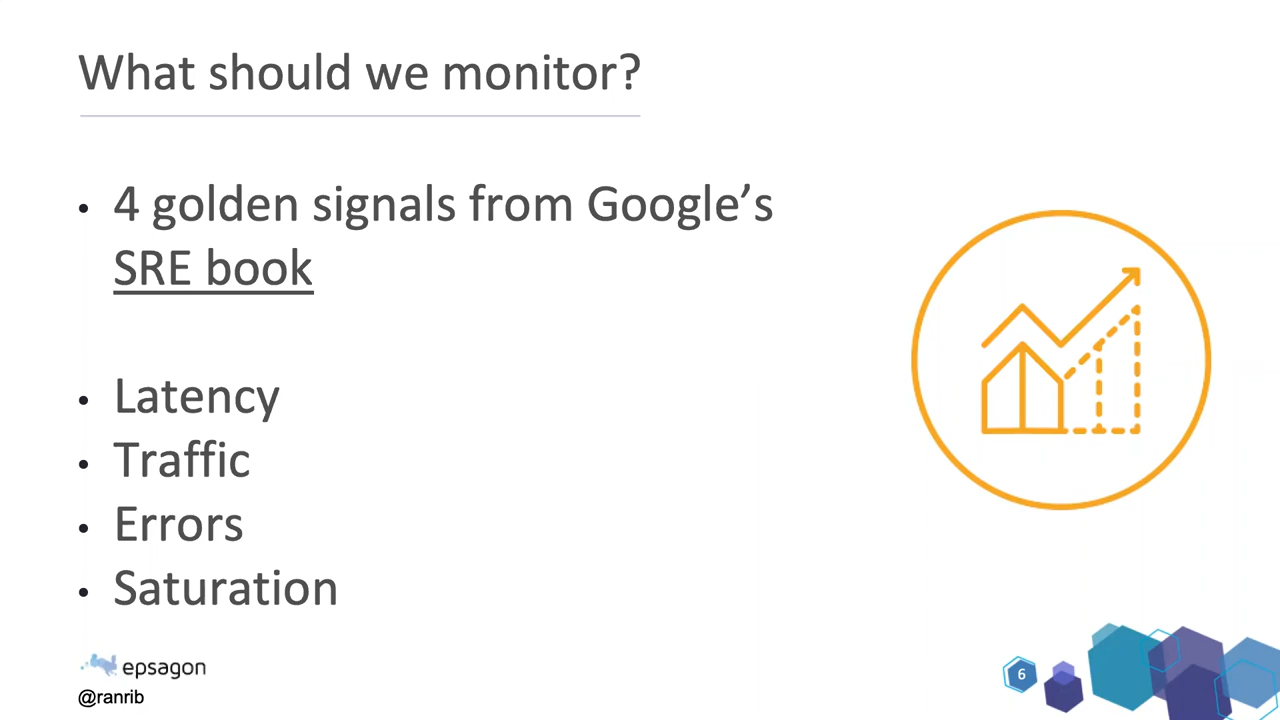 What should we monitor?
• 4 golden signals from Google’s
SRE book
• Latency
• Traffic
• Errors
• Saturation
epsagon
@ranrib
6